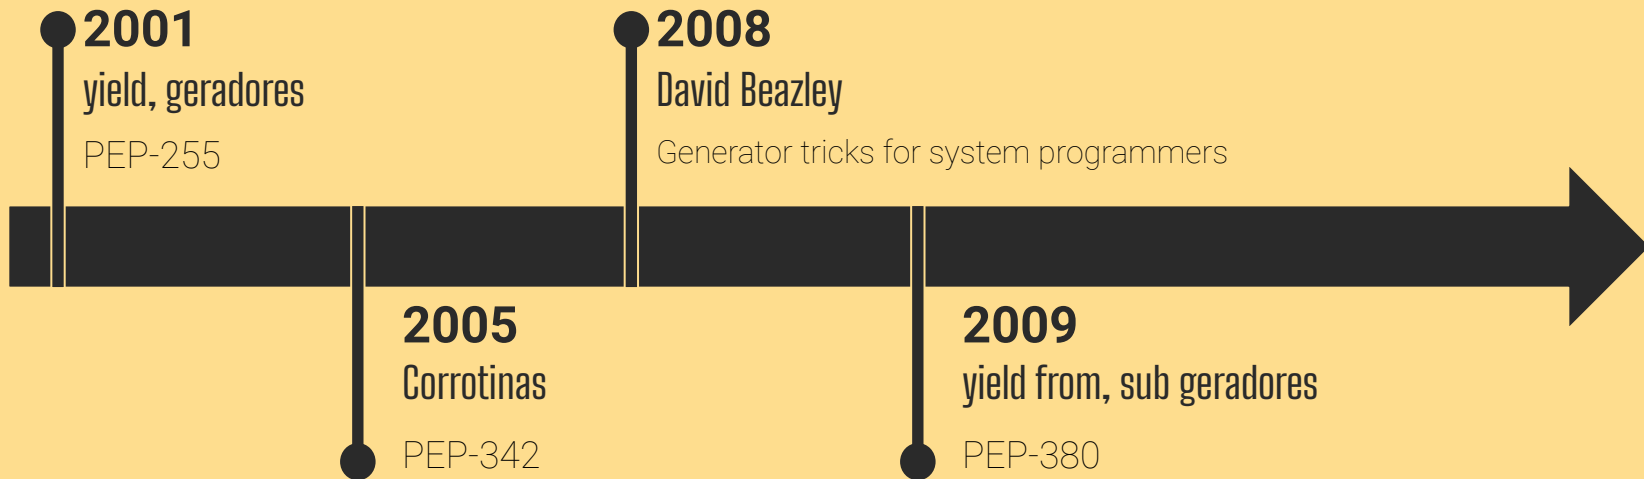 2001
yield, geradores
PEP-255
2005
Corrotinas
PEP-342
2008
David Beazley
Generator tricks for system programmers
2009
yield from, sub geradores
PEP-380